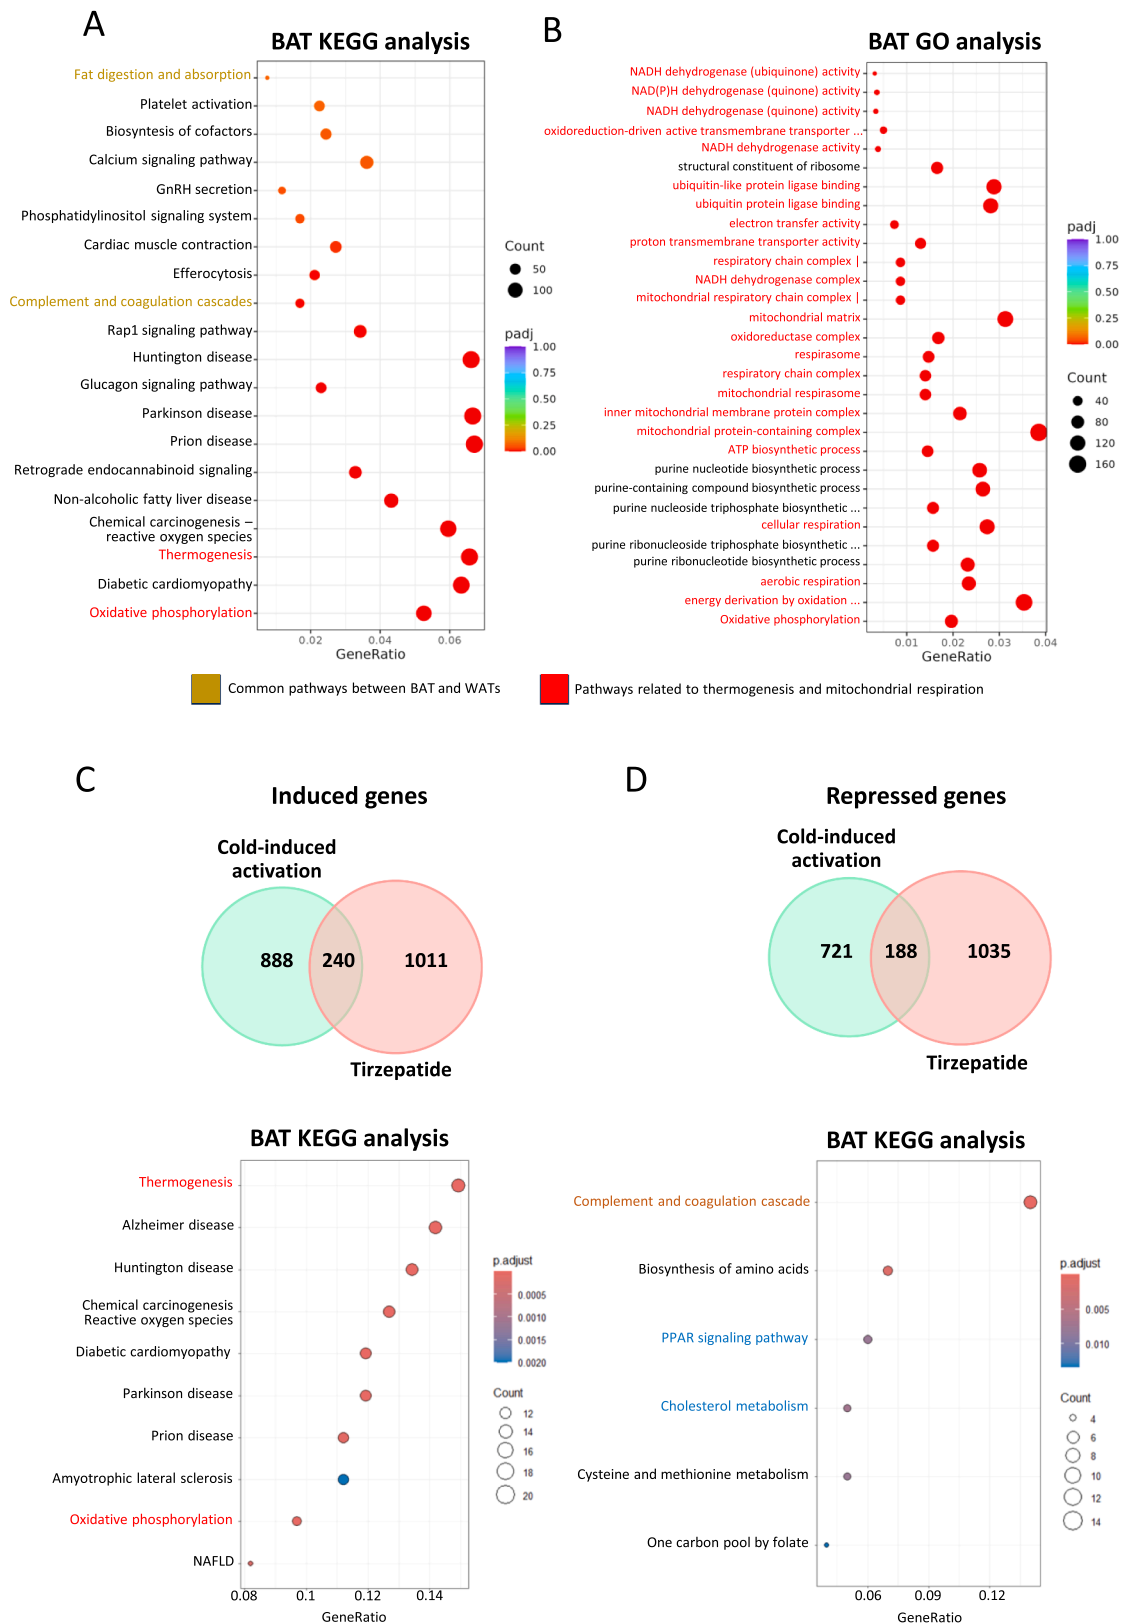 A
BAT KEGG analysis
Fat digestion and absorption
Platelet activation
Biosyntesis of cofactors
Calcium signaling pathway
GnRH secretion
Phosphatidylinositol signaling system
Cardiac muscle contraction
Efferocytosis
Complement and coagulation cascades
Rap1 signaling pathway
Huntington disease
Glucagon signaling pathway
Parkinson disease
Prion disease
Retrograde endocannabinoid signaling
Non-alcoholic fatty liver disease
Chemical carcinogenesis –
reactive oxygen species
Thermogenesis
Diabetic cardiomyopathy
Oxidative phosphorylation
0.02 0.04 0.06
GeneRatio
Count
50
100
padj
1.00
0.75
0.50
0.25
0.00
B
BAT GO analysis
NADH dehydrogenase (ubiquinone) activity
NAD(P)H dehydrogenase (quinone) activity
NADH dehydrogenase (quinone) activity
oxidoreduction-driven active transmembrane transporter ...
NADH dehydrogenase activity
structural constituent of ribosome
ubiquitin-like protein ligase binding
ubiquitin protein ligase binding
electron transfer activity
proton transmembrane transporter activity
respiratory chain complex |
NADH dehydrogenase complex
mitochondrial respiratory chain complex |
mitochondrial matrix
oxidoreductase complex
respirasome
respiratory chain complex
mitochondrial respirasome
inner mitochondrial membrane protein complex
mitochondrial protein-containing complex
ATP biosynthetic process
purine nucleotide biosynthetic process
purine-containing compound biosynthetic process
purine nucleoside triphosphate biosynthetic ...
cellular respiration
purine ribonucleoside triphosphate biosynthetic ...
purine ribonucleotide biosynthetic process
aerobic respiration
energy derivation by oxidation ...
Oxidative phosphorylation
0.01 0.02 0.03 0.04
GeneRatio
padj
1.00
0.75
0.50
0.25
0.00
Count
40
80
120
160
Common pathways between BAT and WATs
Pathways related to thermogenesis and mitochondrial respiration
C
Induced genes
Cold-induced
activation
888 240 1011
Tirzepatide
BAT KEGG analysis
Thermogenesis
Alzheimer disease
Huntington disease
Chemical carcinogenesis
Reactive oxygen species
Diabetic cardiomyopathy
Parkinson disease
Prion disease
Amyotrophic lateral sclerosis
Oxidative phosphorylation
NAFLD
0.08 0.1 0.12 0.14
GeneRatio
p.adjust
0.0005
0.0010
0.0015
0.0020
Count
12
14
16
18
20
D
Repressed genes
Cold-induced
activation
721 188 1035
Tirzepatide
BAT KEGG analysis
Complement and coagulation cascade
Biosynthesis of amino acids
PPAR signaling pathway
Cholesterol metabolism
Cysteine and methionine metabolism
One carbon pool by folate
0.06 0.09 0.12
GeneRatio
p.adjust
0.005
0.010
Count
4
6
8
10
12
14